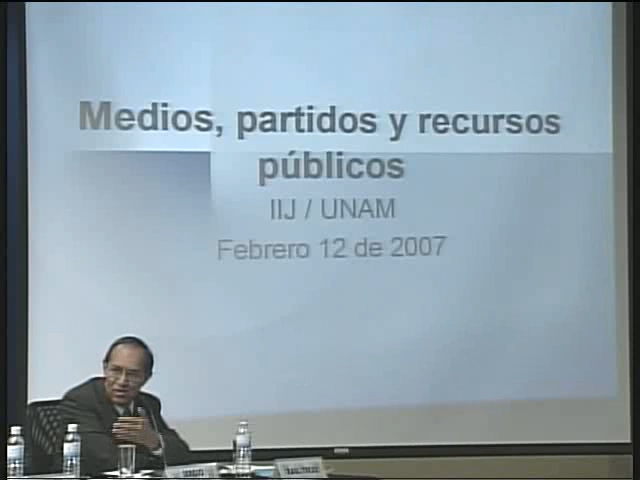 Medios, partidos y recursos
públicos
IIJ / UNAM
Febrero 12 de 2007